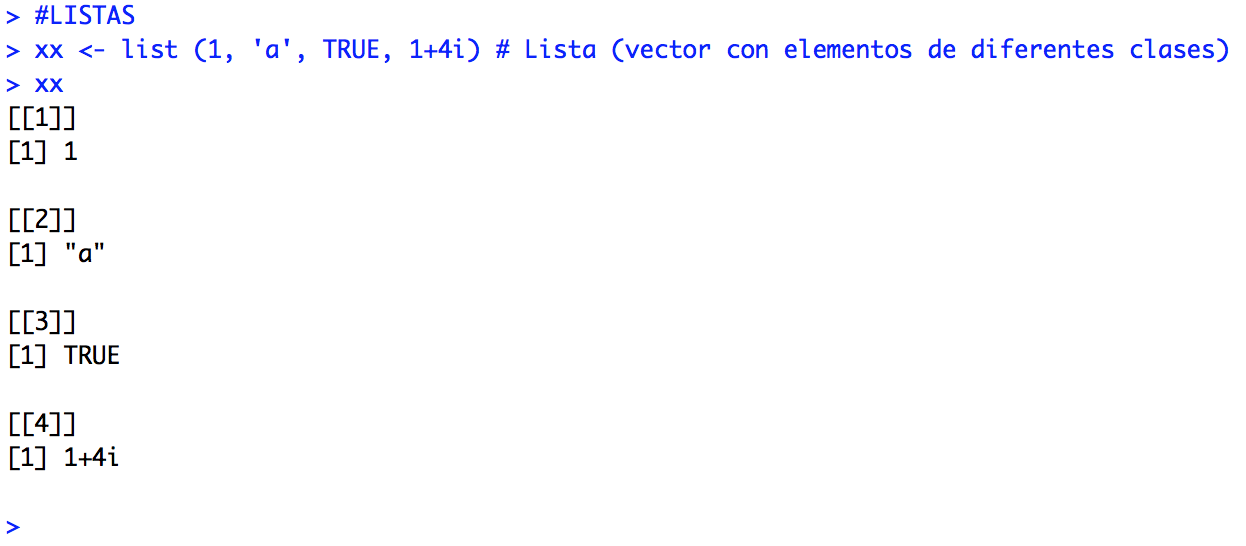 > #LISTAS
> xx <- list (1, 'a', TRUE, 1+4i) # Lista (vector con elementos de diferentes clases)
> xx
[[1]]
[1] 1
[[2]]
[1] "a"
[[3]]
[1] TRUE
[[4]]
[1] 1+4i
>